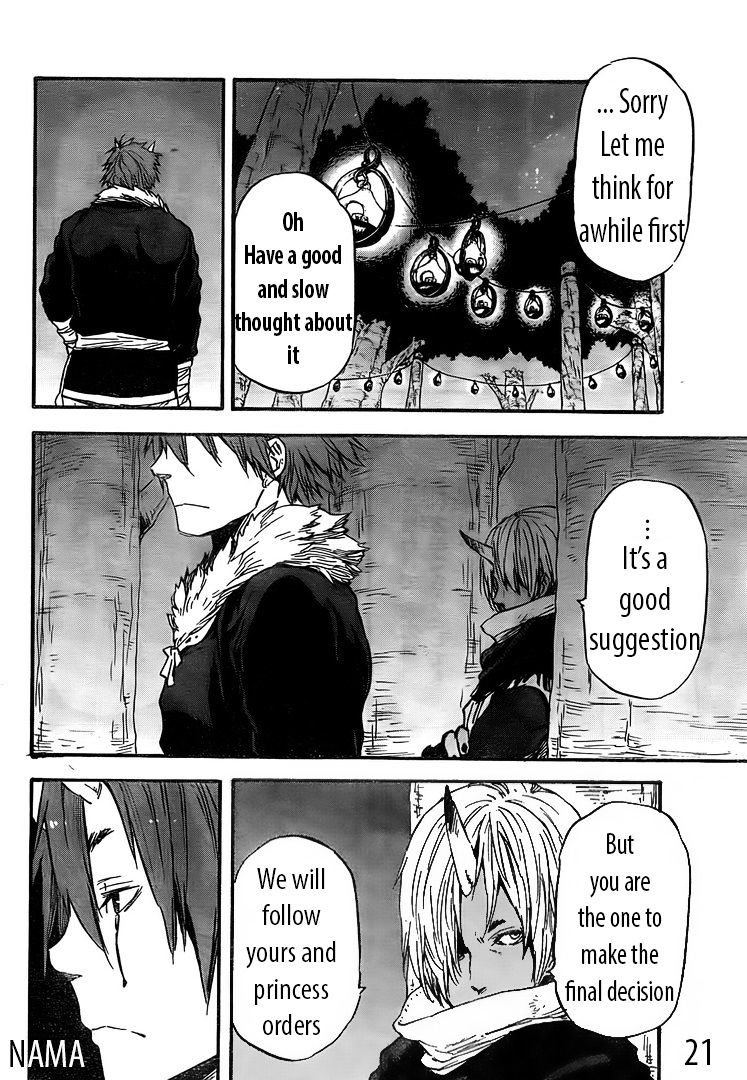 ... Sorry
Let me
think for
awhile first
Oh
Have a good
and slow
thought about
it
...
It's a
good
suggestion
But
you are
the one to
make the
final decision
We will
follow
yours and
princess
orders
NAMA
21